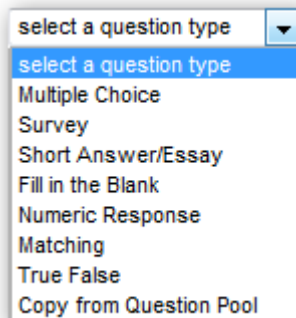 select a question type
select a question type
Multiple Choice
Survey
Short Answer/Essay
Fill in the Blank
Numeric Response
Matching
True False
Copy from Question Pool